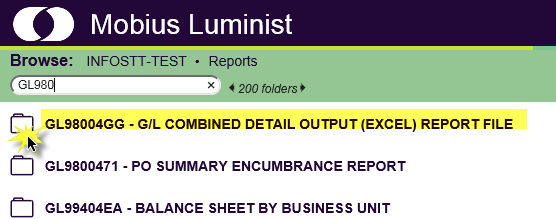 Mobius Luminist
Browse: INFOSTT-TEST • Reports
GL980 × 200 folders
GL98004GG - G/L COMBINED DETAIL OUTPUT (EXCEL) REPORT FILE
GL9800471 - PO SUMMARY ENCUMBRANCE REPORT
GL99404EA - BALANCE SHEET BY BUSINESS UNIT